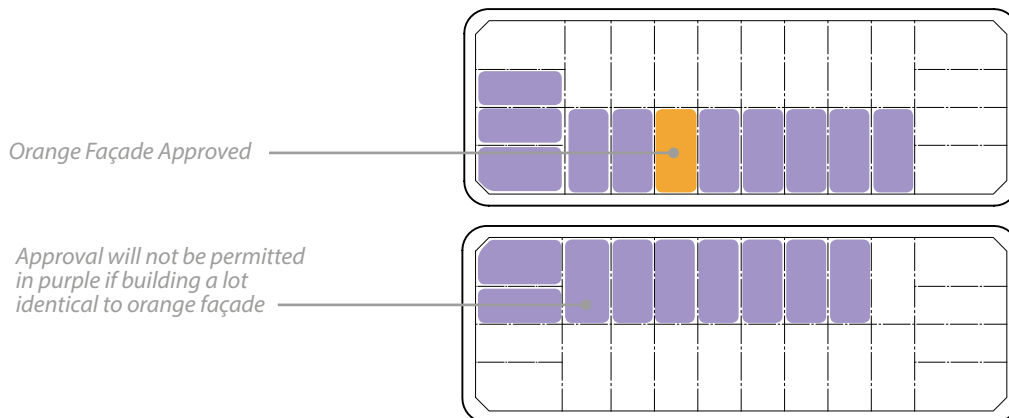 Orange Façade Approved
Approval will not be permitted
in purple if building a lot
identical to orange façade